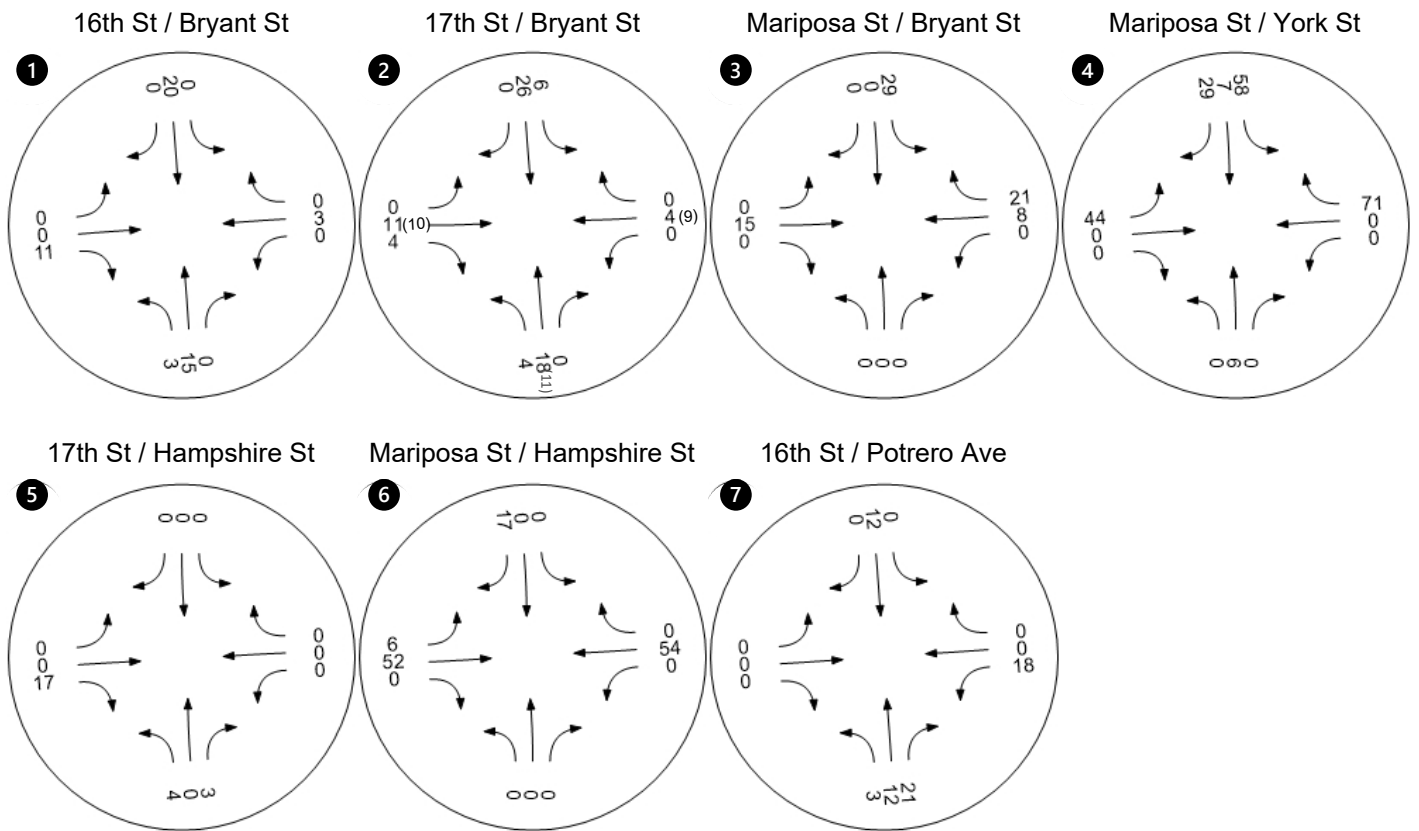 16th St / Bryant St
1
0 20 0
0
0
11
0
3
0
3 15 0
17th St / Bryant St
2
0 26 6
0
11(10)
4
0
4 (9)
0
4 18(11) 0
Mariposa St / Bryant St
3
0 0 29
0
15
0
21
8
0
0 0 0
Mariposa St / York St
4
29 7 58
44
0
0
71
0
0
0 6 0
17th St / Hampshire St
5
0 0 0
0
0
17
0
0
0
4 0 3
Mariposa St / Hampshire St
6
17 0 0
6
52
0
0
54
0
0 0 0
16th St / Potrero Ave
7
0 12 0
0
0
0
0
0
18
3 12 21